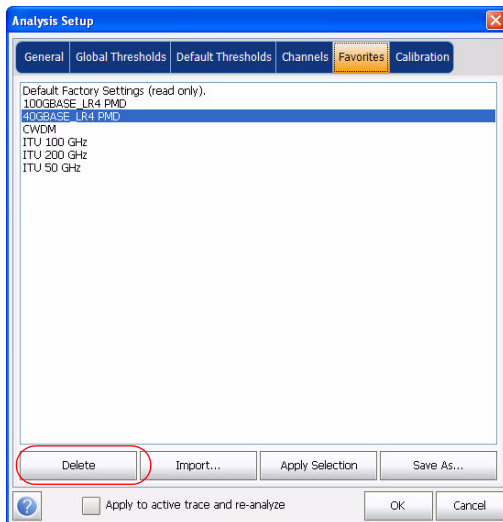 Analysis Setup
General Global Thresholds Default Thresholds Channels Favorites Calibration
Default Factory Settings (read only).
100GBASE_LR4 PMD
40GBASE_LR4 PMD
CWDM
ITU 100 GHz
ITU 200 GHz
ITU 50 GHz
Delete Import... Apply Selection Save As...
? Apply to active trace and re-analyze OK Cancel